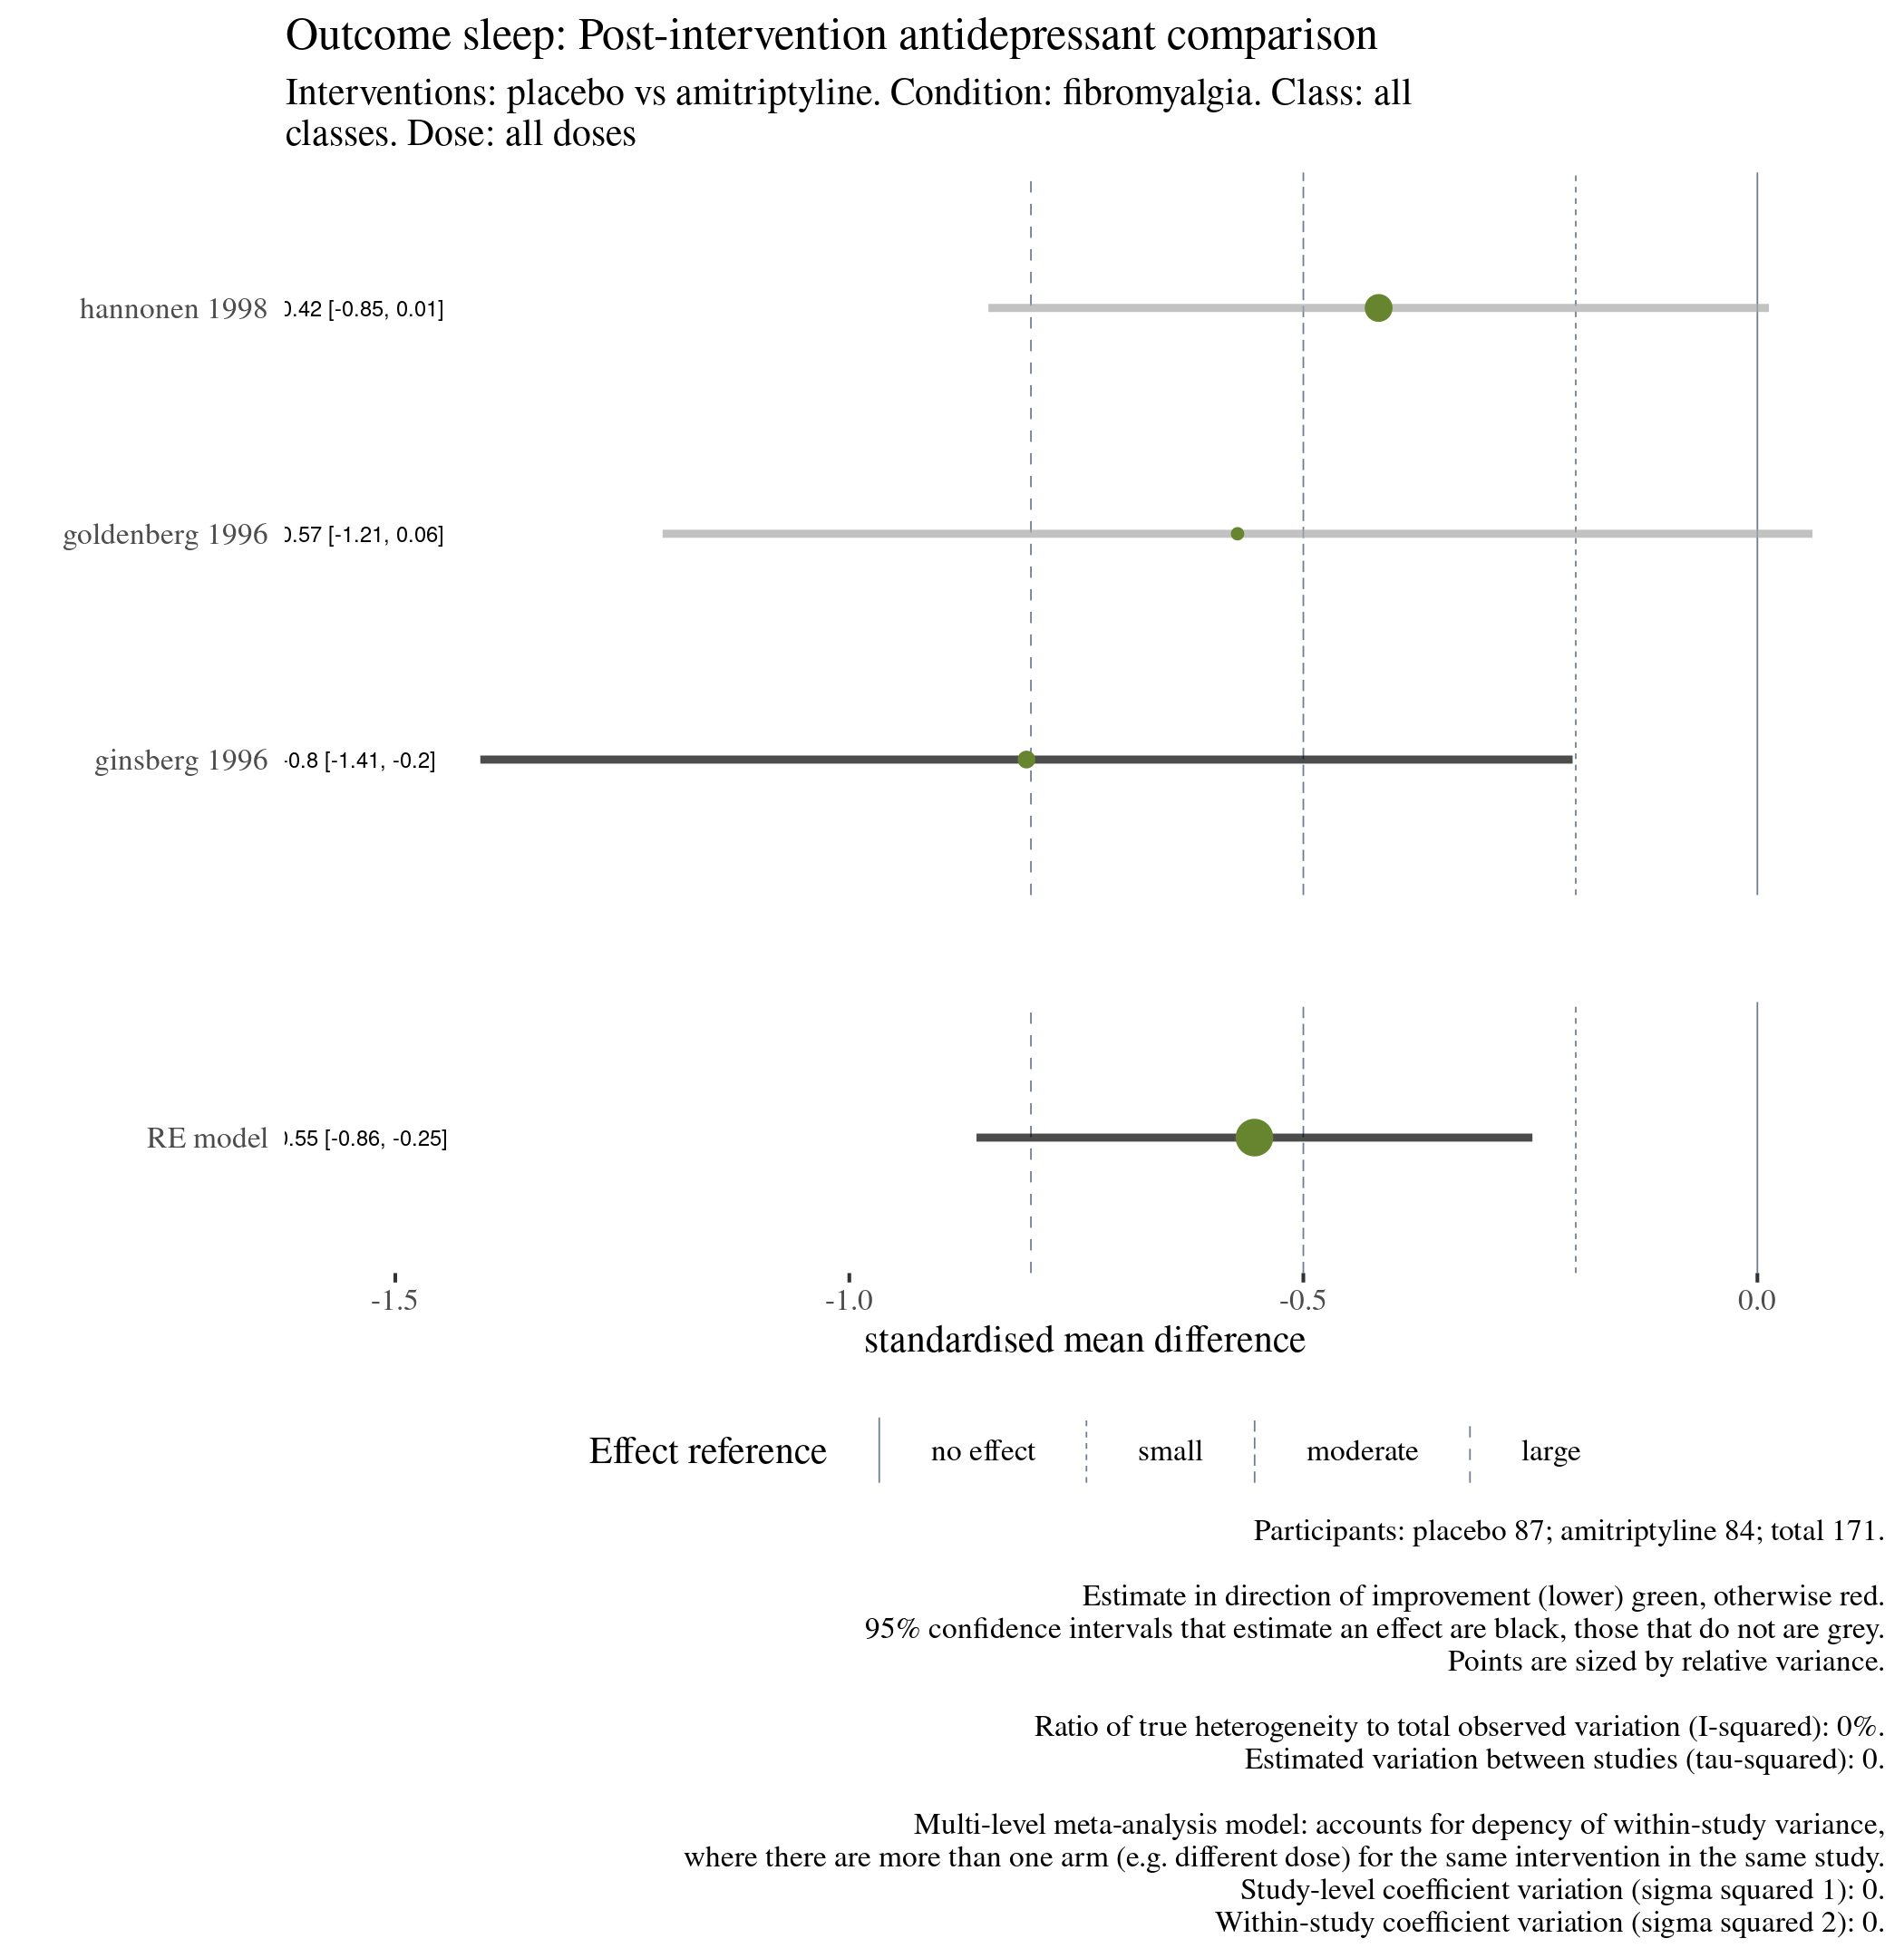 Outcome sleep: Post-intervention antidepressant comparison
Interventions: placebo vs amitriptyline. Condition: fibromyalgia. Class: all
classes. Dose: all doses
hannonen 1998 0.42 [-0.85, 0.01]
goldenberg 1996 0.57 [-1.21, 0.06]
ginsberg 1996 -0.8 [-1.41, -0.2]
RE model .55 [-0.86, -0.25]
-1.5 -1.0 -0.5 0.0
standardised mean difference
Effect reference no effect small moderate large
Participants: placebo 87; amitriptyline 84; total 171.
Estimate in direction of improvement (lower) green, otherwise red.
95% confidence intervals that estimate an effect are black, those that do not are grey.
Points are sized by relative variance.
Ratio of true heterogeneity to total observed variation (I-squared): 0%.
Estimated variation between studies (tau-squared): 0.
Multi-level meta-analysis model: accounts for depency of within-study variance,
where there are more than one arm (e.g. different dose) for the same intervention in the same study.
Study-level coefficient variation (sigma squared 1): 0.
Within-study coefficient variation (sigma squared 2): 0.